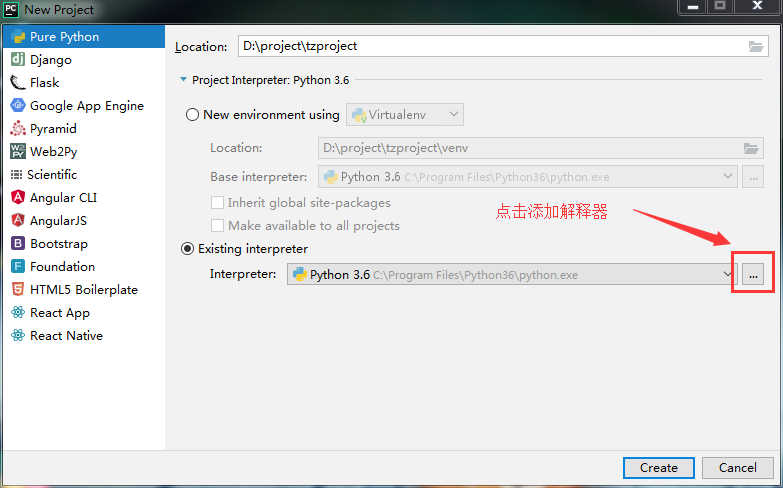 New Project
Pure Python
Django
Flask
Google App Engine
Pyramid
Web2Py
Scientific
Angular CLI
AngularJS
Bootstrap
Foundation
HTML5 Boilerplate
React App
React Native
Location: D:\project\tzproject
Project Interpreter: Python 3.6
New environment using Virtualenv
Location: D:\project\tzproject\venv
Base interpreter: Python 3.6 C:\Program Files\Python36\python.exe ...
Inherit global site-packages
点击添加解释器
Make available to all projects
Existing interpreter
Interpreter: Python 3.6 C:\Program Files\Python36\python.exe ...
Create Cancel